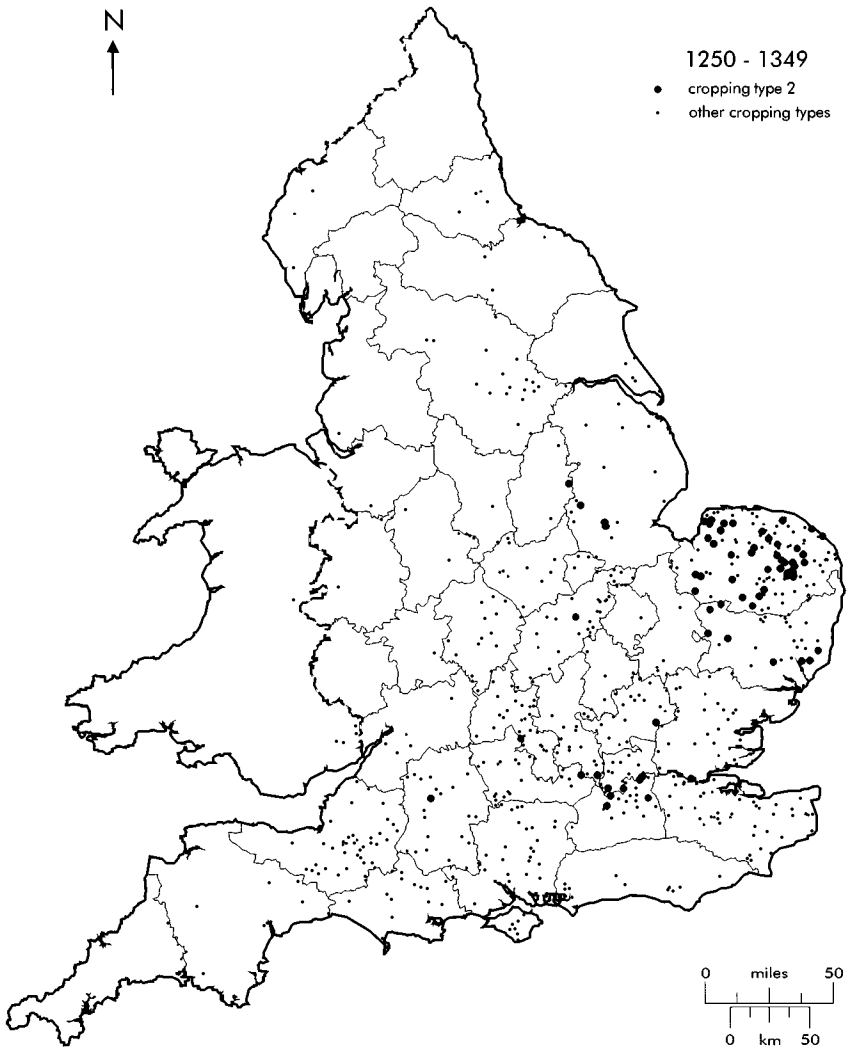 N
1250 - 1349
cropping type 2
other cropping types
0 miles 50
0 km 50